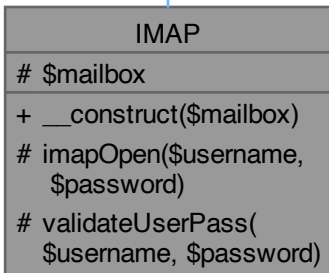 IMAP
# $mailbox
+ __construct($mailbox)
# imapOpen($username,
$password)
# validateUserPass(
$username, $password)